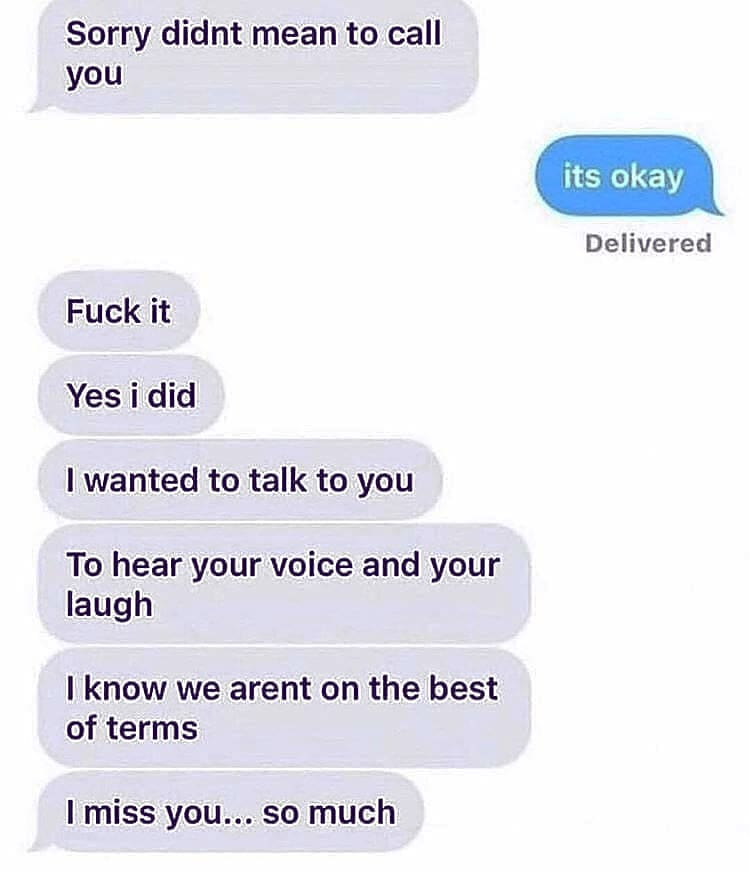 Sorry didnt mean to call
you
its okay
Delivered
Fuck it
Yes i did
I wanted to talk to you
To hear your voice and your
laugh
I know we arent on the best
of terms
I miss you... so much